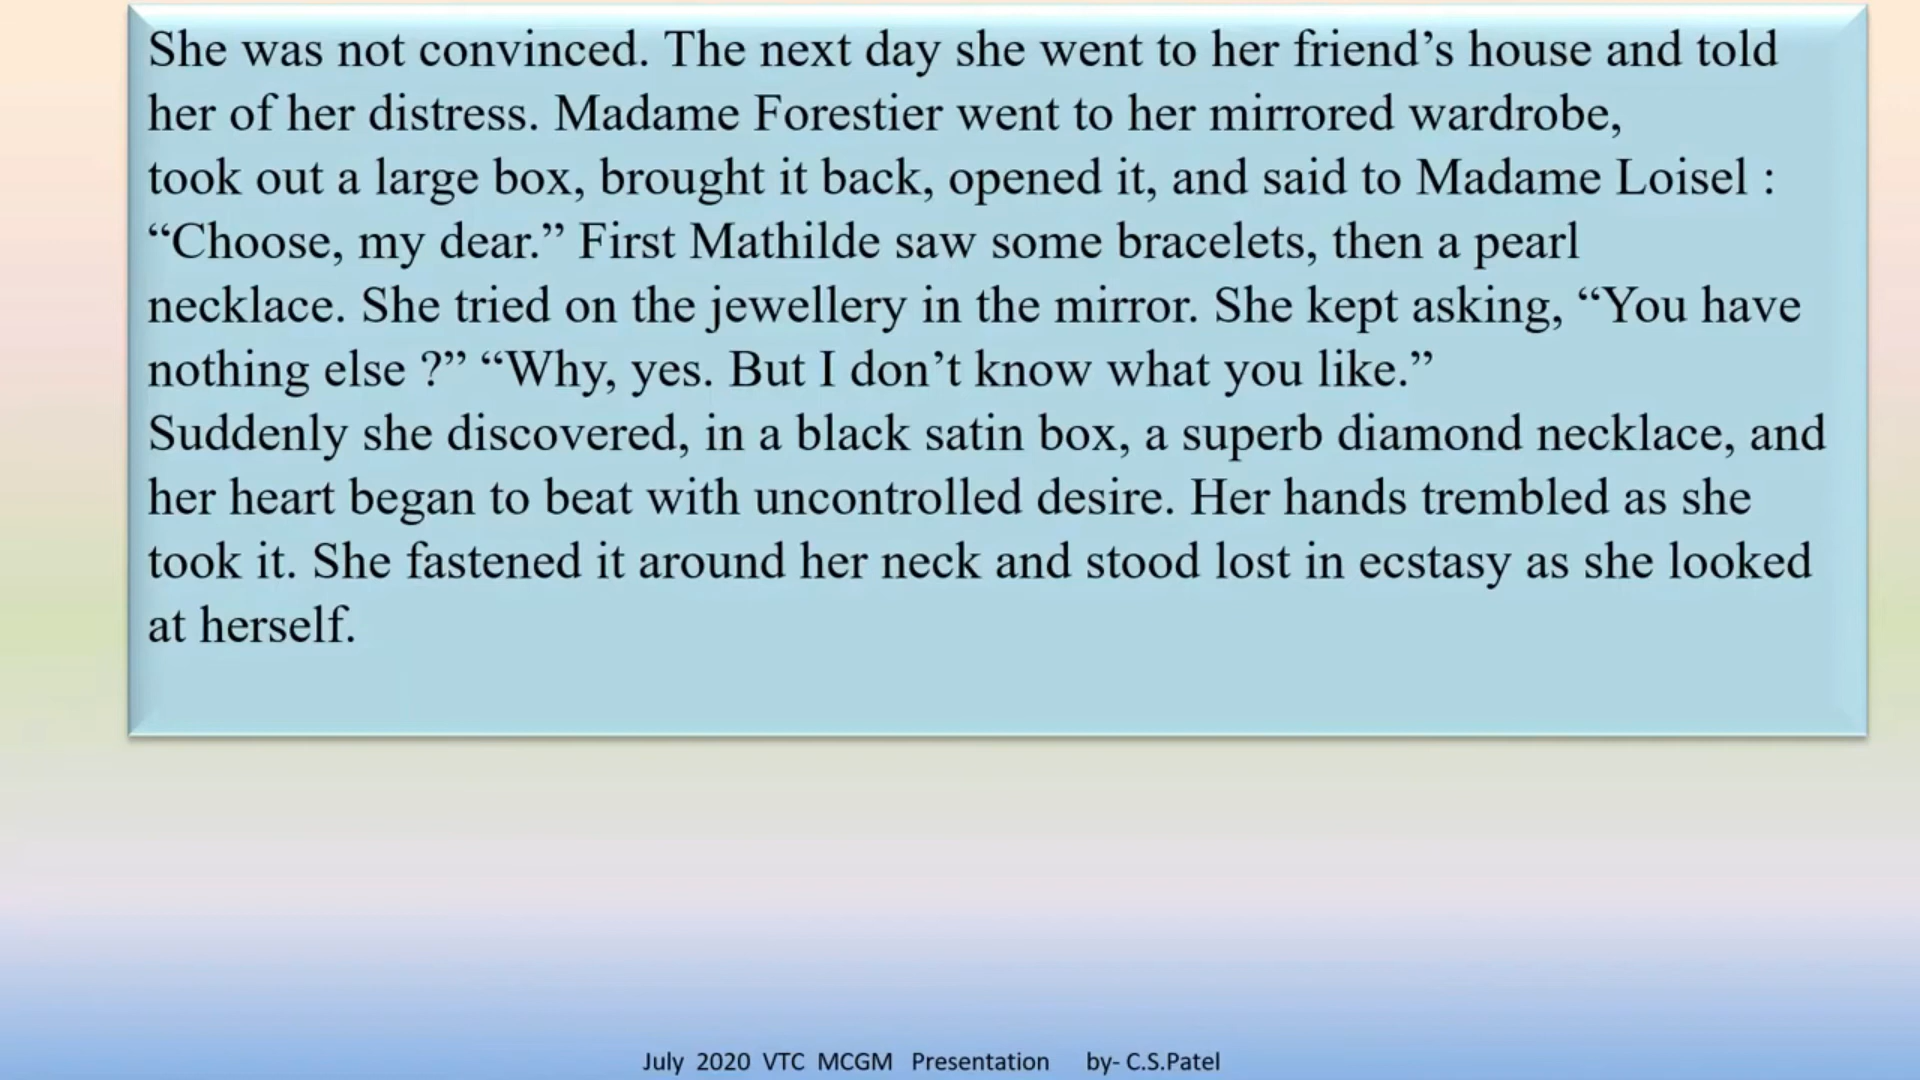 She was not convinced. The next day she went to her friend’s house and told
her of her distress. Madame Forestier went to her mirrored wardrobe,
took out a large box, brought it back, opened it, and said to Madame Loisel :
“Choose, my dear.” First Mathilde saw some bracelets, then a pearl
necklace. She tried on the jewellery in the mirror. She kept asking, “You have
nothing else ?” “Why, yes. But I don’t know what you like.”
Suddenly she discovered, in a black satin box, a superb diamond necklace, and
her heart began to beat with uncontrolled desire. Her hands trembled as she
took it. She fastened it around her neck and stood lost in ecstasy as she looked
at herself.
July 2020 VTC MCGM Presentation by- C.S.Patel